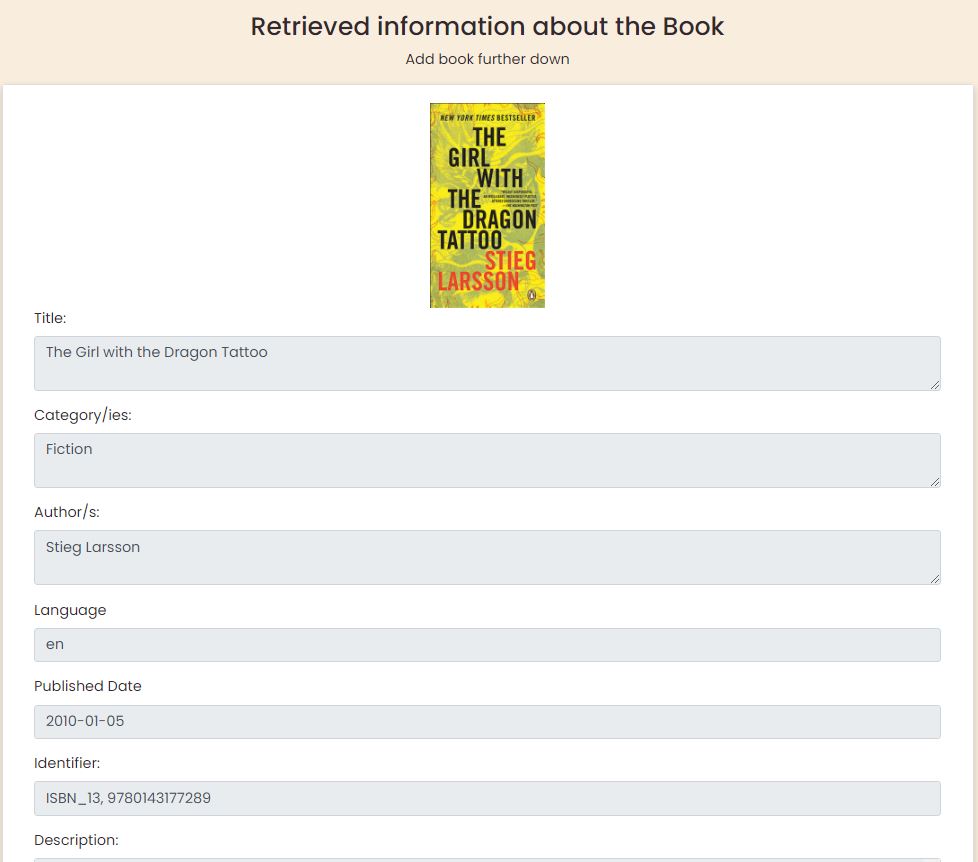 Retrieved information about the Book
Add book further down
NEW YORK TIMES BESTSELLER
THE
GIRL
WITH
THE
DRAGON
TATTOO
STIEG
LARSSON
Title:
The Girl with the Dragon Tattoo
Category/ies:
Fiction
Author/s:
Stieg Larsson
Language
en
Published Date
2010-01-05
Identifier:
ISBN_13, 9780143177289
Description: